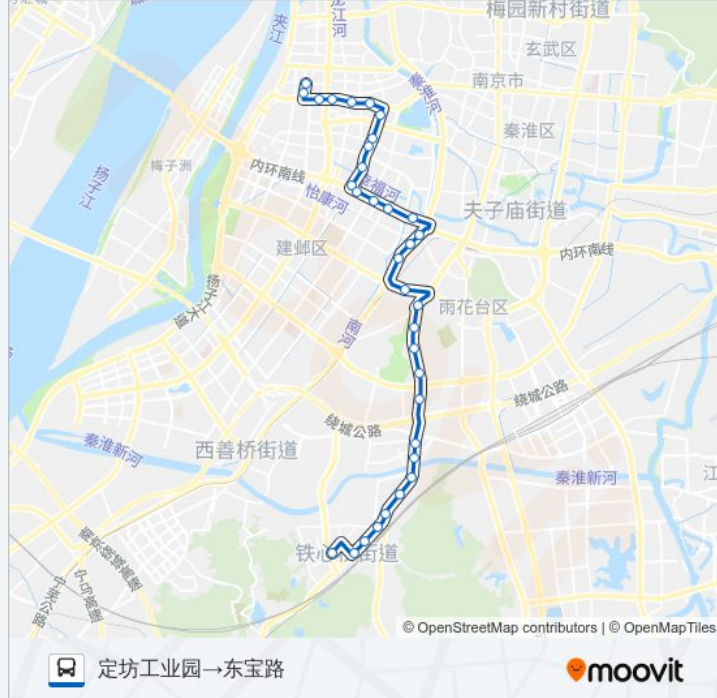 夹江
梅园新村街道
玄武区
秦淮河
南京市
秦淮区
梅子洲
内环南线
扬子江
怡康河
夫子庙街道
建邺区
内环南线
扬子江大道
雨花台区
南河
绕城公路
绕城公路
秦淮新河
西善桥街道
秦淮新河
铁心桥街道
宁芜公路
© OpenStreetMap contributors | © OpenMapTiles
定坊工业园→东宝路
moovit